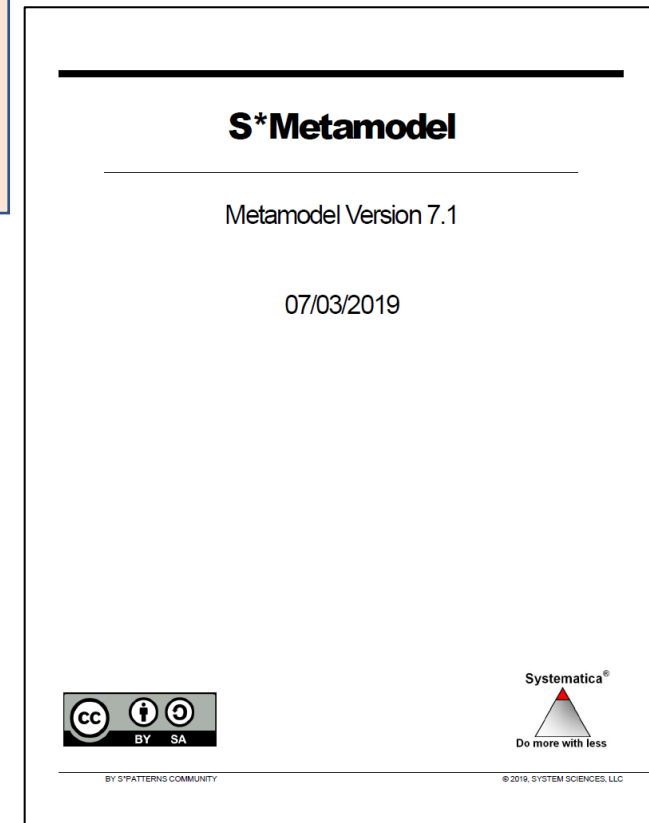 S*Metamodel
Metamodel Version 7.1
07/03/2019
Systematica®
Do more with less
cc
BY SA
BY S*PATTERNS COMMUNITY
© 2019, SYSTEM SCIENCES, LLC